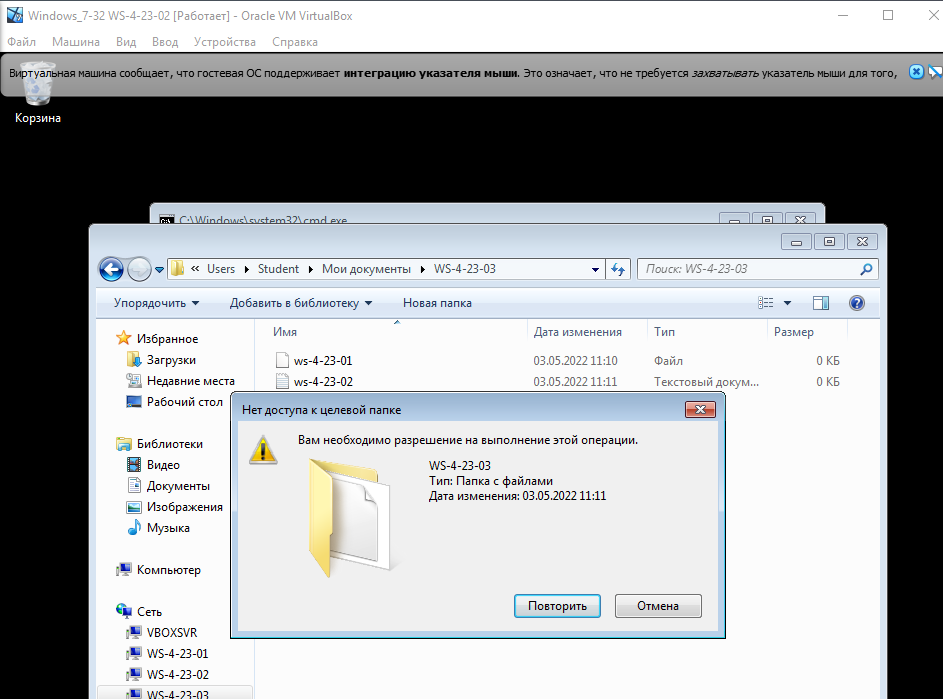 Windows_7-32 WS-4-23-02 [Работает] - Oracle VM VirtualBox
Файл Машина Вид Ввод Устройства Справка
Виртуальная машина сообщает, что гостевая ОС поддерживает интеграцию указателя мыши. Это означает, что не требуется захватывать указатель мыши для того,
Корзина
C:\Windows\system32\cmd.exe
« Users Student Мои документы WS-4-23-03 Поиск: WS-4-23-03
Упорядочить Добавить в библиотеку Новая папка
Имя Дата изменения Тип Размер
Избранное
Загрузки
Недавние места
Рабочий стол
Библиотеки
Видео
Документы
Изображения
Музыка
Компьютер
Сеть
VBOXSVR
WS-4-23-01
WS-4-23-02
WS-4-23-03
ws-4-23-01 03.05.2022 11:10 Файл 0 КБ
ws-4-23-02 03.05.2022 11:11 Текстовый докум... 0 КБ
Нет доступа к целевой папке
Вам необходимо разрешение на выполнение этой операции.
WS-4-23-03
Тип: Папка с файлами
Дата изменения: 03.05.2022 11:11
Повторить Отмена